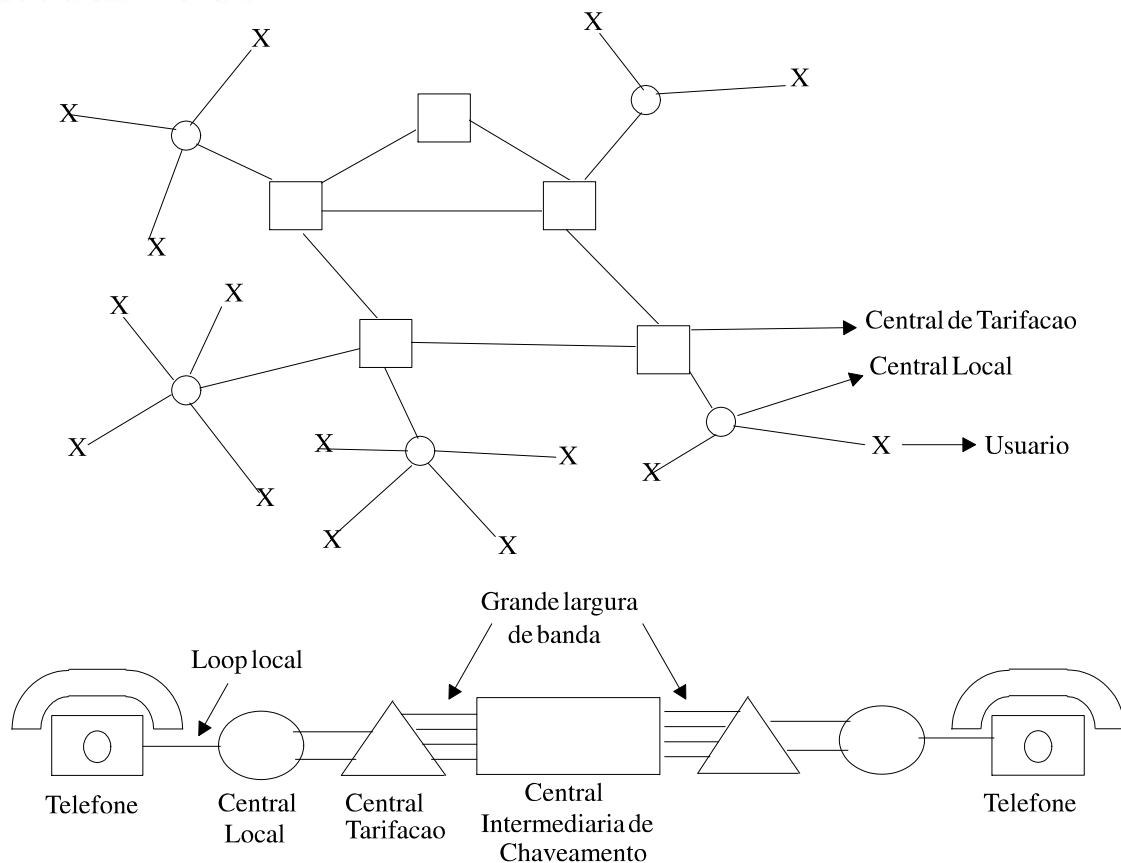 X
X
X
X
X
X
X
Central de Tarifacao
X
Central Local
X
X
X
X
Usuario
X
X
X
X
X
Grande largura
de banda
Loop local
Telefone
Central
Local
Central
Tarifacao
Central
Intermediaria de
Chaveamento
Telefone